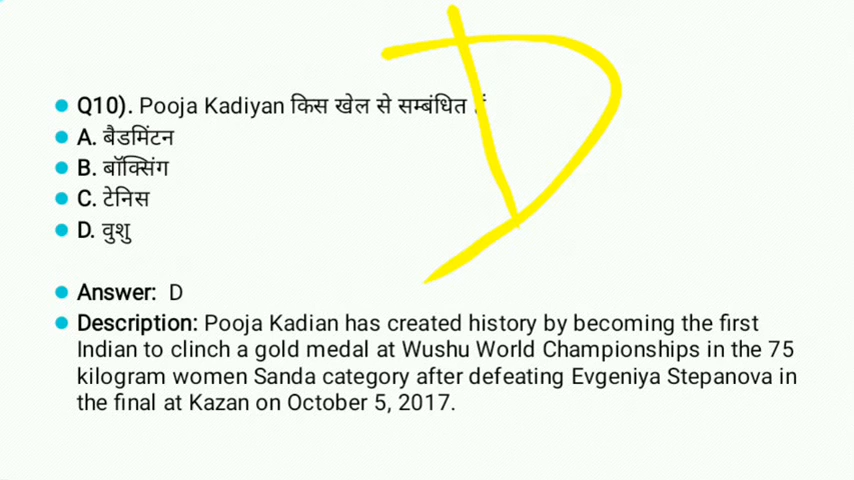 D
Q10). Pooja Kadiyan किस खेल से सम्बंधित
A. बैडमिंटन
B. बॉक्सिंग
C. टेनिस
D. वुशु
Answer: D
Description: Pooja Kadian has created history by becoming the first
Indian to clinch a gold medal at Wushu World Championships in the 75
kilogram women Sanda category after defeating Evgeniya Stepanova in
the final at Kazan on October 5, 2017.